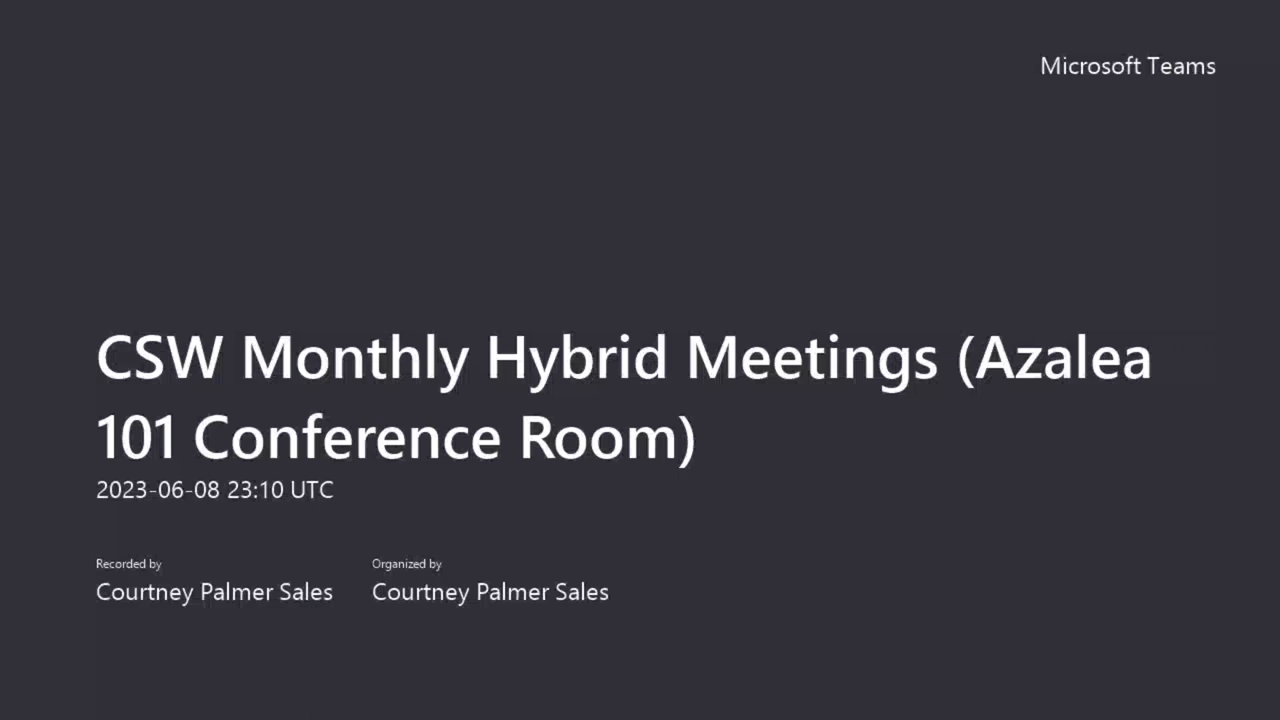 Microsoft Teams
CSW Monthly Hybrid Meetings (Azalea
101 Conference Room)
2023-06-08 23:10 UTC
Recorded by
Organized by
Courtney Palmer Sales
Courtney Palmer Sales